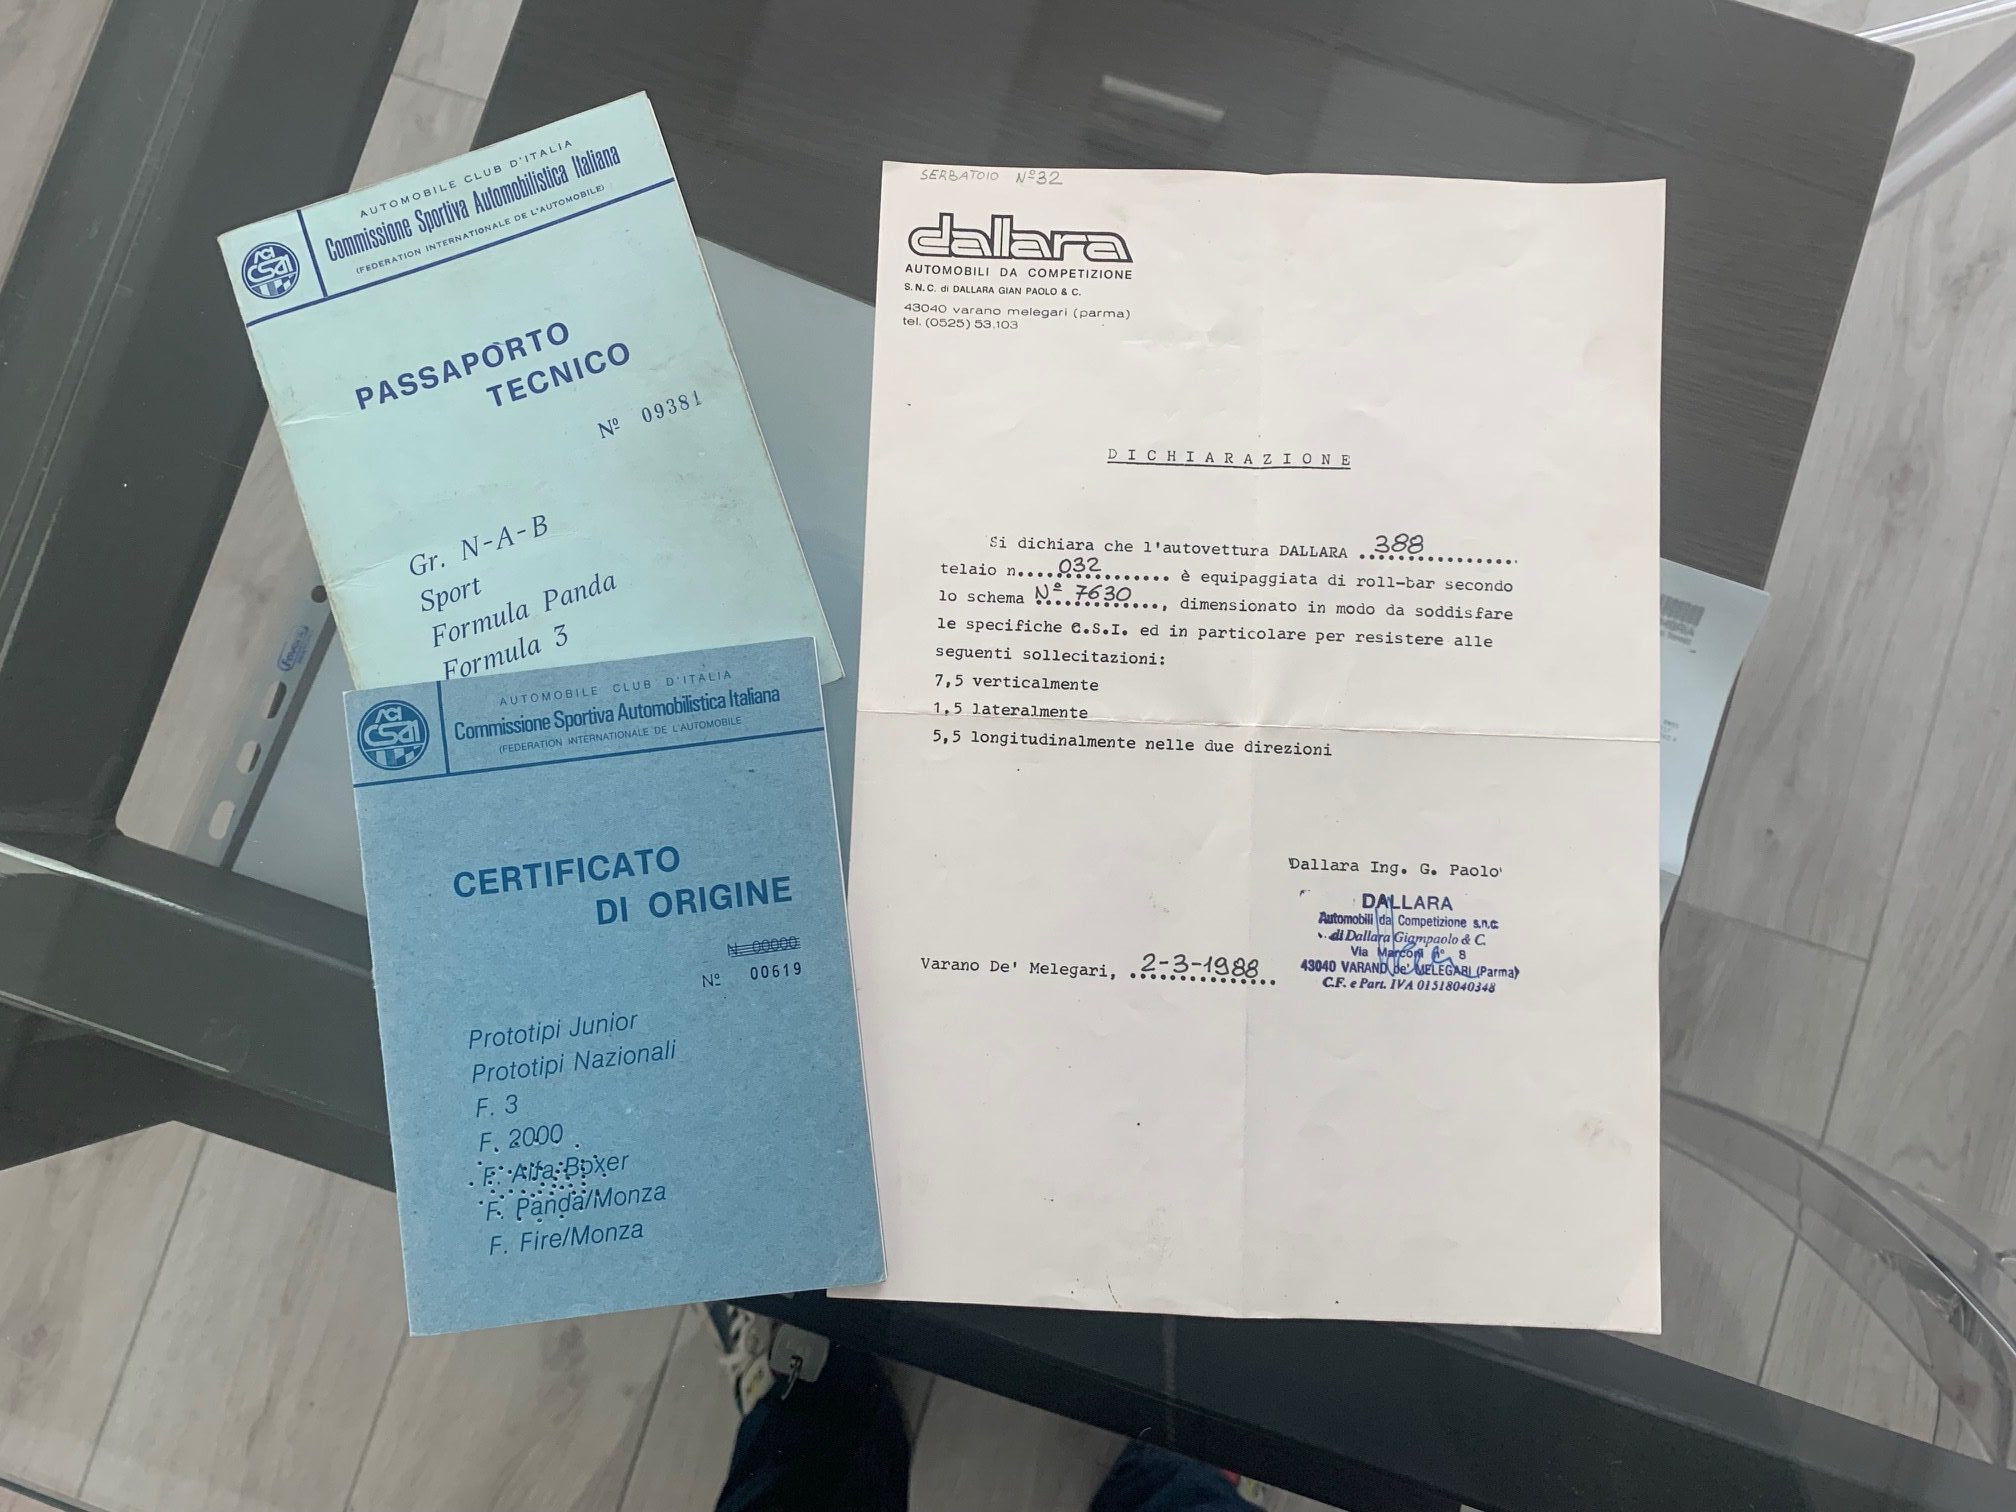 AUTOMOBILE CLUB D'ITALIA
Commissione Sportiva Automobilistica Italiana
(FEDERATION INTERNATIONALE DE L'AUTOMOBILE)
ACI
CSAI
PASSAPORTO
TECNICO
Nº 09381
Gr. N-A-B
Sport
Formula Panda
Formula 3
AUTOMOBILE CLUB D'ITALIA
Commissione Sportiva Automobilistica Italiana
(FEDERATION INTERNATIONALE DE L'AUTOMOBILE
ACI
CSAI
CERTIFICATO
DI ORIGINE
N. 00000
Nº 00619
Prototipi Junior
Prototipi Nazionali
F. 3
F. 2000
F. Alfa Boxer
F. Panda/Monza
F. Fire/Monza
SERBATOIO Nº 32
dallara
AUTOMOBILI DA COMPETIZIONE
S.N.C. di DALLARA GIAN PAOLO & C.
43040 varano melegari (parma)
tel. (0525) 53.103
DICHIARAZIONE
Si dichiara che l'autovettura DALLARA 388
telaio n. 032 è equipaggiata di roll-bar secondo
lo schema Nº 7630, dimensionato in modo da soddisfare
le specifiche C.S.I. ed in particolare per resistere alle
seguenti sollecitazioni:
7,5 verticalmente
1,5 lateralmente
5,5 longitudinalmente nelle due direzioni
Dallara Ing. G. Paolo
DALLARA
Automobili da Competizione s.n.c.
di Dallara Giampaolo & C.
Via Marconi n° 8
43040 VARANO de' MELEGARI (Parma)
C.F. e Part. IVA 01518040348
Varano De' Melegari, 2-3-1988